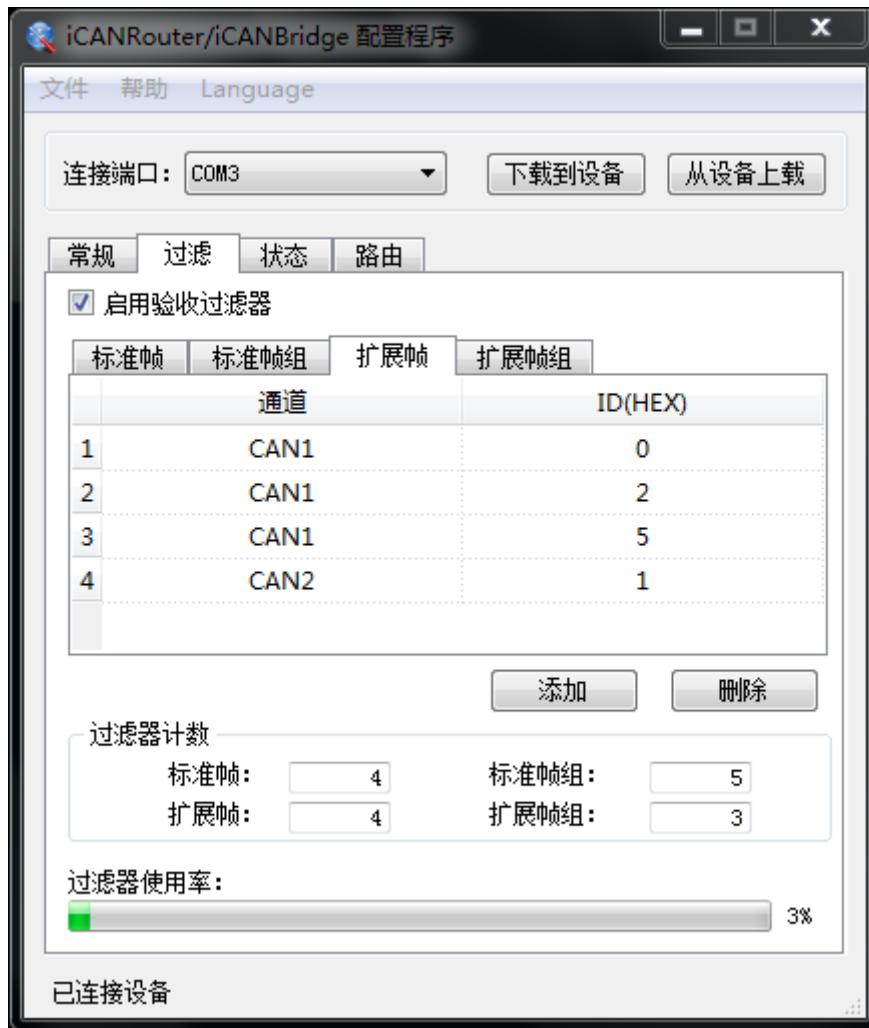 iCANRouter/iCANBridge 配置程序
文件 帮助 Language
连接端口: COM3 下载到设备 从设备上载
常规 过滤 状态 路由
启用验收过滤器
标准帧 标准帧组 扩展帧 扩展帧组
通道 ID(HEX)
1 CAN1 0
2 CAN1 2
3 CAN1 5
4 CAN2 1
添加 删除
过滤器计数
标准帧: 4 标准帧组: 5
扩展帧: 4 扩展帧组: 3
过滤器使用率:
3%
已连接设备